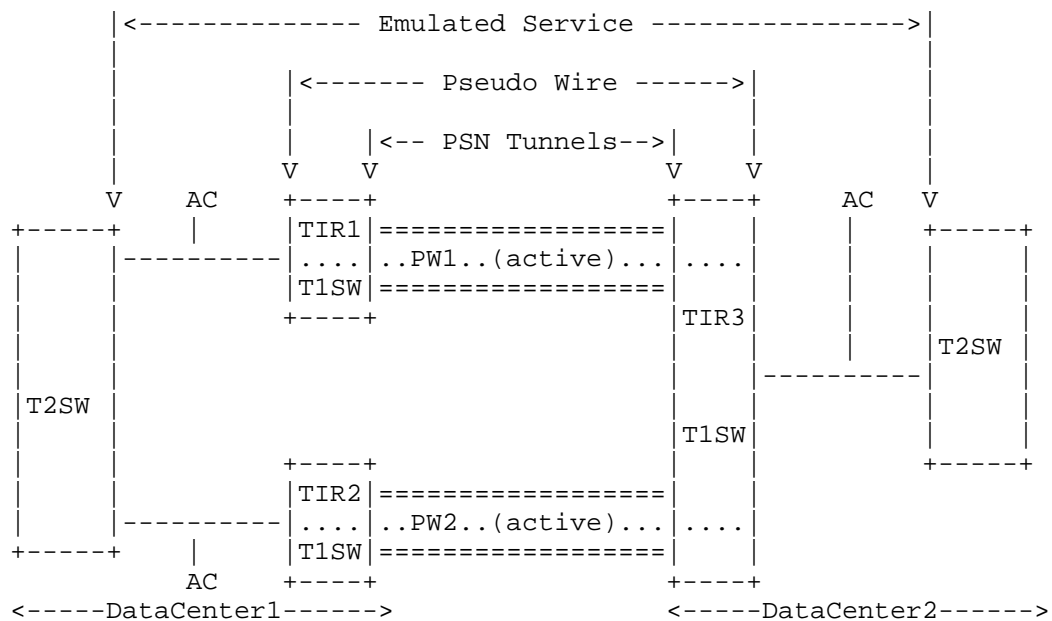 |<-------------- Emulated Service ---------------->|
|<------- Pseudo Wire ------>|
|<-- PSN Tunnels-->|
V V V V
V AC +----+ +----+ AC V
+-----+ | |TIR1|==================| | | +-----+
| |----------|....|..PW1..(active)...|....| | | |
| | |T1SW|==================| | | | |
| | +----+ |TIR3| | | |
| | | | | |T2SW |
| | | |----------| |
|T2SW | | | | |
| | |T1SW| | |
| | +----+ | | +-----+
| | |TIR2|==================| |
| |----------|....|..PW2..(active)...|....|
+-----+ | |T1SW|==================| |
AC +----+ +----+
<-----DataCenter1------> <-----DataCenter2------>